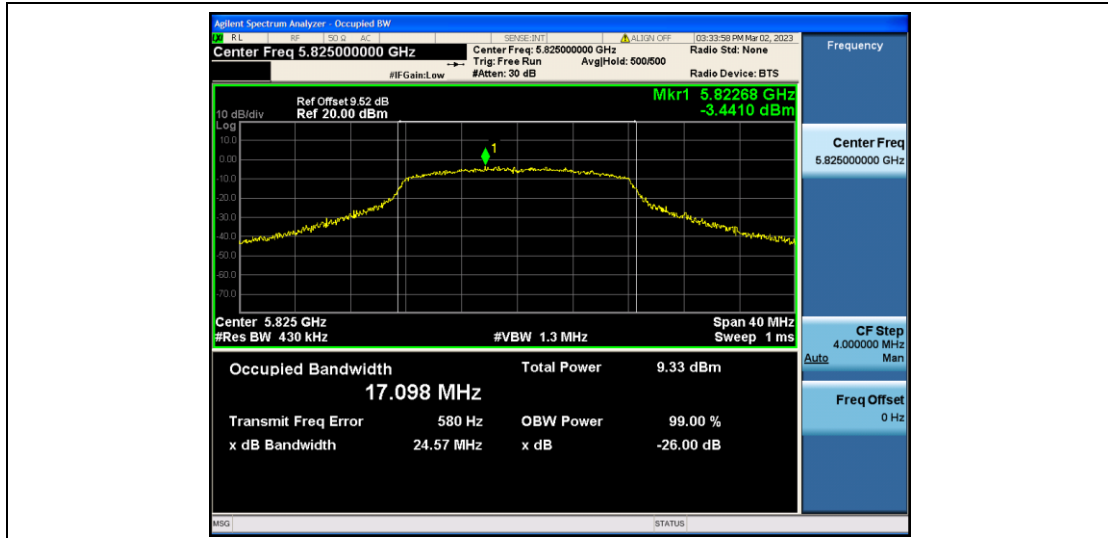 Agilent Spectrum Analyzer - Occupied BW
RL RF 50 Ω AC SENSE:INT ALIGN OFF 03:33:58 PM Mar 02, 2023
Center Freq 5.825000000 GHz
Center Freq: 5.825000000 GHz Radio Std: None
Trig: Free Run Avg|Hold: 500/500
#IFGain:Low #Atten: 30 dB Radio Device: BTS
Frequency
Mkr1 5.82268 GHz
-3.4410 dBm
Ref Offset 9.52 dB
10 dB/div Ref 20.00 dBm
Log
10.0
0.00
-10.0
-20.0
-30.0
-40.0
-50.0
-60.0
-70.0
1
Center 5.825 GHz Span 40 MHz
#Res BW 430 kHz #VBW 1.3 MHz Sweep 1 ms
Occupied Bandwidth Total Power 9.33 dBm
17.098 MHz
Transmit Freq Error 580 Hz OBW Power 99.00 %
x dB Bandwidth 24.57 MHz x dB -26.00 dB
Center Freq
5.825000000 GHz
CF Step
4.000000 MHz
Auto Man
Freq Offset
0 Hz
MSG STATUS